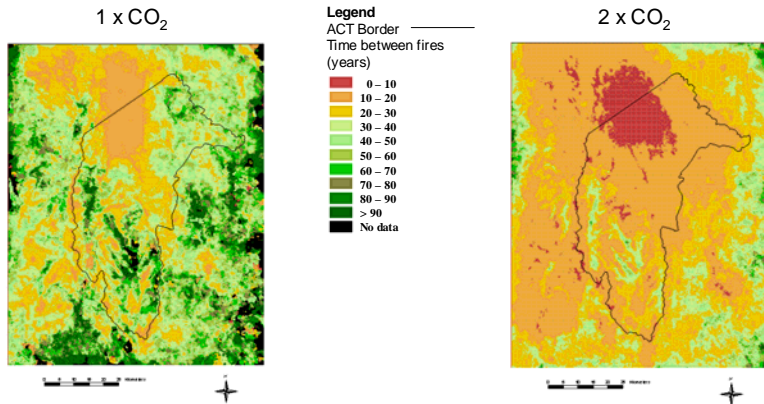 1 x CO₂
Legend
ACT Border
Time between fires
(years)
0 – 10
10 – 20
20 – 30
30 – 40
40 – 50
50 – 60
60 – 70
70 – 80
80 – 90
> 90
No data
2 x CO₂